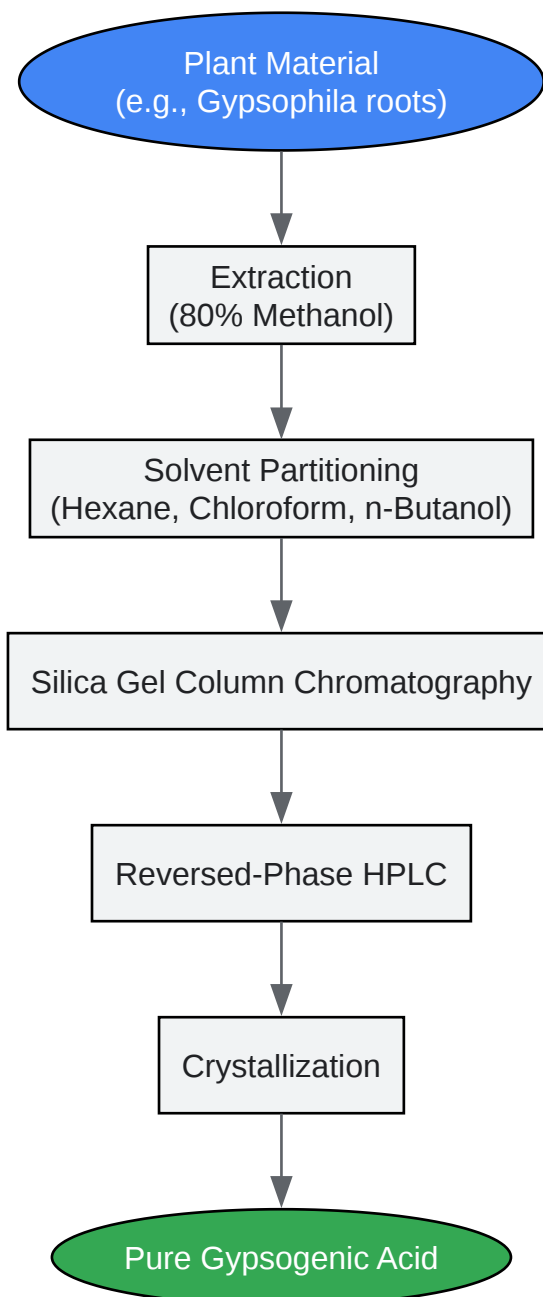 Plant Material
(e.g., Gypsophila roots)
Extraction
(80% Methanol)
Solvent Partitioning
(Hexane, Chloroform, n-Butanol)
Silica Gel Column Chromatography
Reversed-Phase HPLC
Crystallization
Pure Gypsogenic Acid